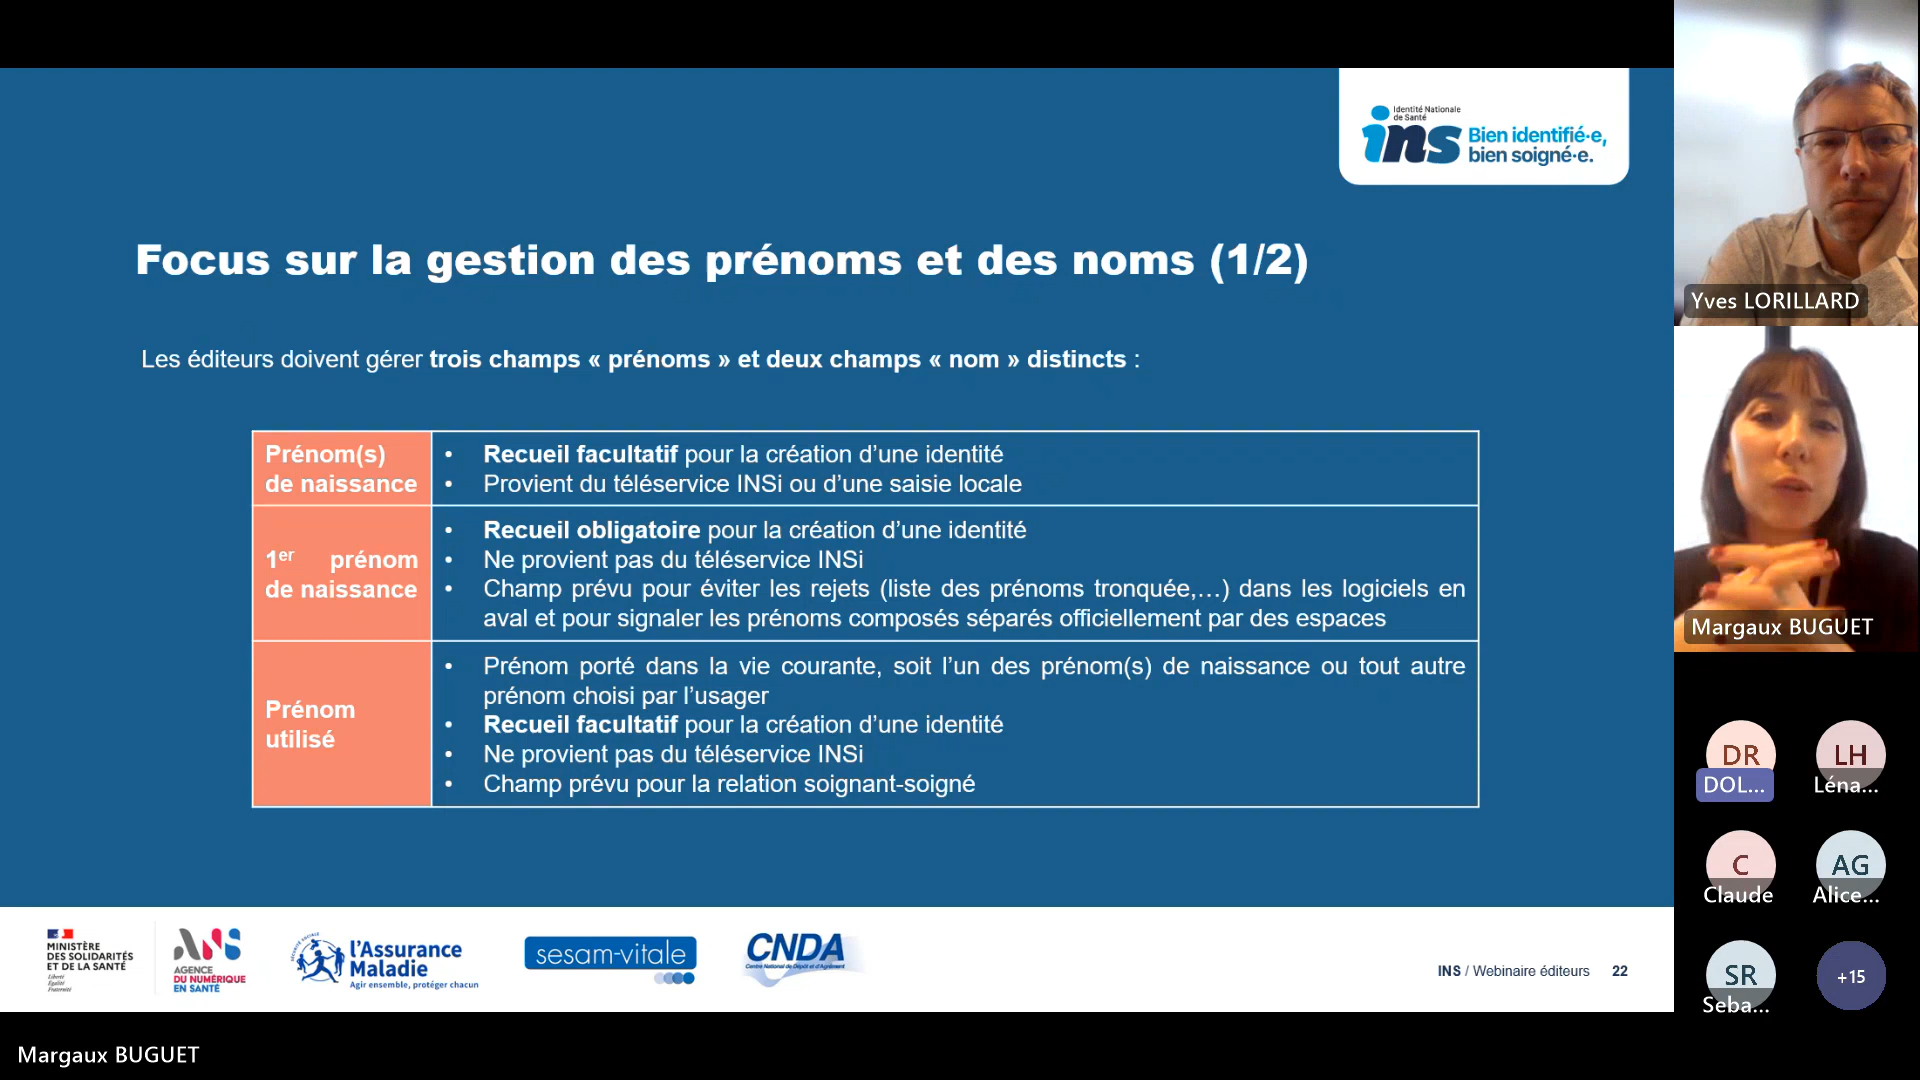 Identité Nationale
de Santé
ins
Bien identifié·e,
bien soigné·e.
Focus sur la gestion des prénoms et des noms (1/2)
Les éditeurs doivent gérer trois champs « prénoms » et deux champs « nom » distincts :
Prénom(s)
de naissance
• Recueil facultatif pour la création d’une identité
• Provient du téléservice INSi ou d’une saisie locale
1er prénom
de naissance
• Recueil obligatoire pour la création d’une identité
• Ne provient pas du téléservice INSi
• Champ prévu pour éviter les rejets (liste des prénoms tronquée,…) dans les logiciels en
aval et pour signaler les prénoms composés séparés officiellement par des espaces
Prénom
utilisé
• Prénom porté dans la vie courante, soit l’un des prénom(s) de naissance ou tout autre
prénom choisi par l’usager
• Recueil facultatif pour la création d’une identité
• Ne provient pas du téléservice INSi
• Champ prévu pour la relation soignant-soigné
MINISTÈRE
DES SOLIDARITÉS
ET DE LA SANTÉ
Liberté
Égalité
Fraternité
ANS
AGENCE
DU NUMÉRIQUE
EN SANTÉ
SÉCURITÉ SOCIALE
l’Assurance
Maladie
Agir ensemble, protéger chacun
sesam-vitale
CNDA
Centre National de Dépôt et d'Agrément
INS / Webinaire éditeurs 22
Yves LORILLARD
Margaux BUGUET
DR
DOL...
LH
Léna...
C
Claude
AG
Alice...
SR
Seba...
+15
Margaux BUGUET